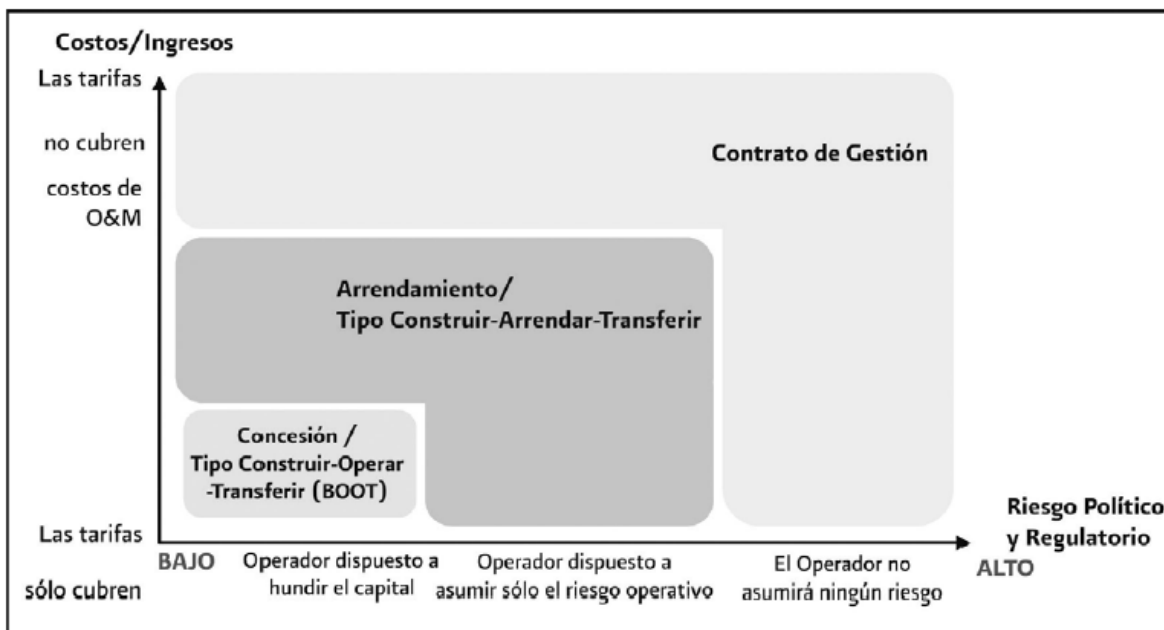 Costos/Ingresos
Las tarifas
no cubren
costos de
O&M
Contrato de Gestión
Arrendamiento/
Tipo Construir-Arrendar-Transferir
Concesión /
Tipo Construir-Operar
-Transferir (BOOT)
Las tarifas
sólo cubren
BAJO
Operador dispuesto a
hundir el capital
Operador dispuesto a
asumir sólo el riesgo operativo
El Operador no
asumirá ningún riesgo
Riesgo Político
y Regulatorio
ALTO